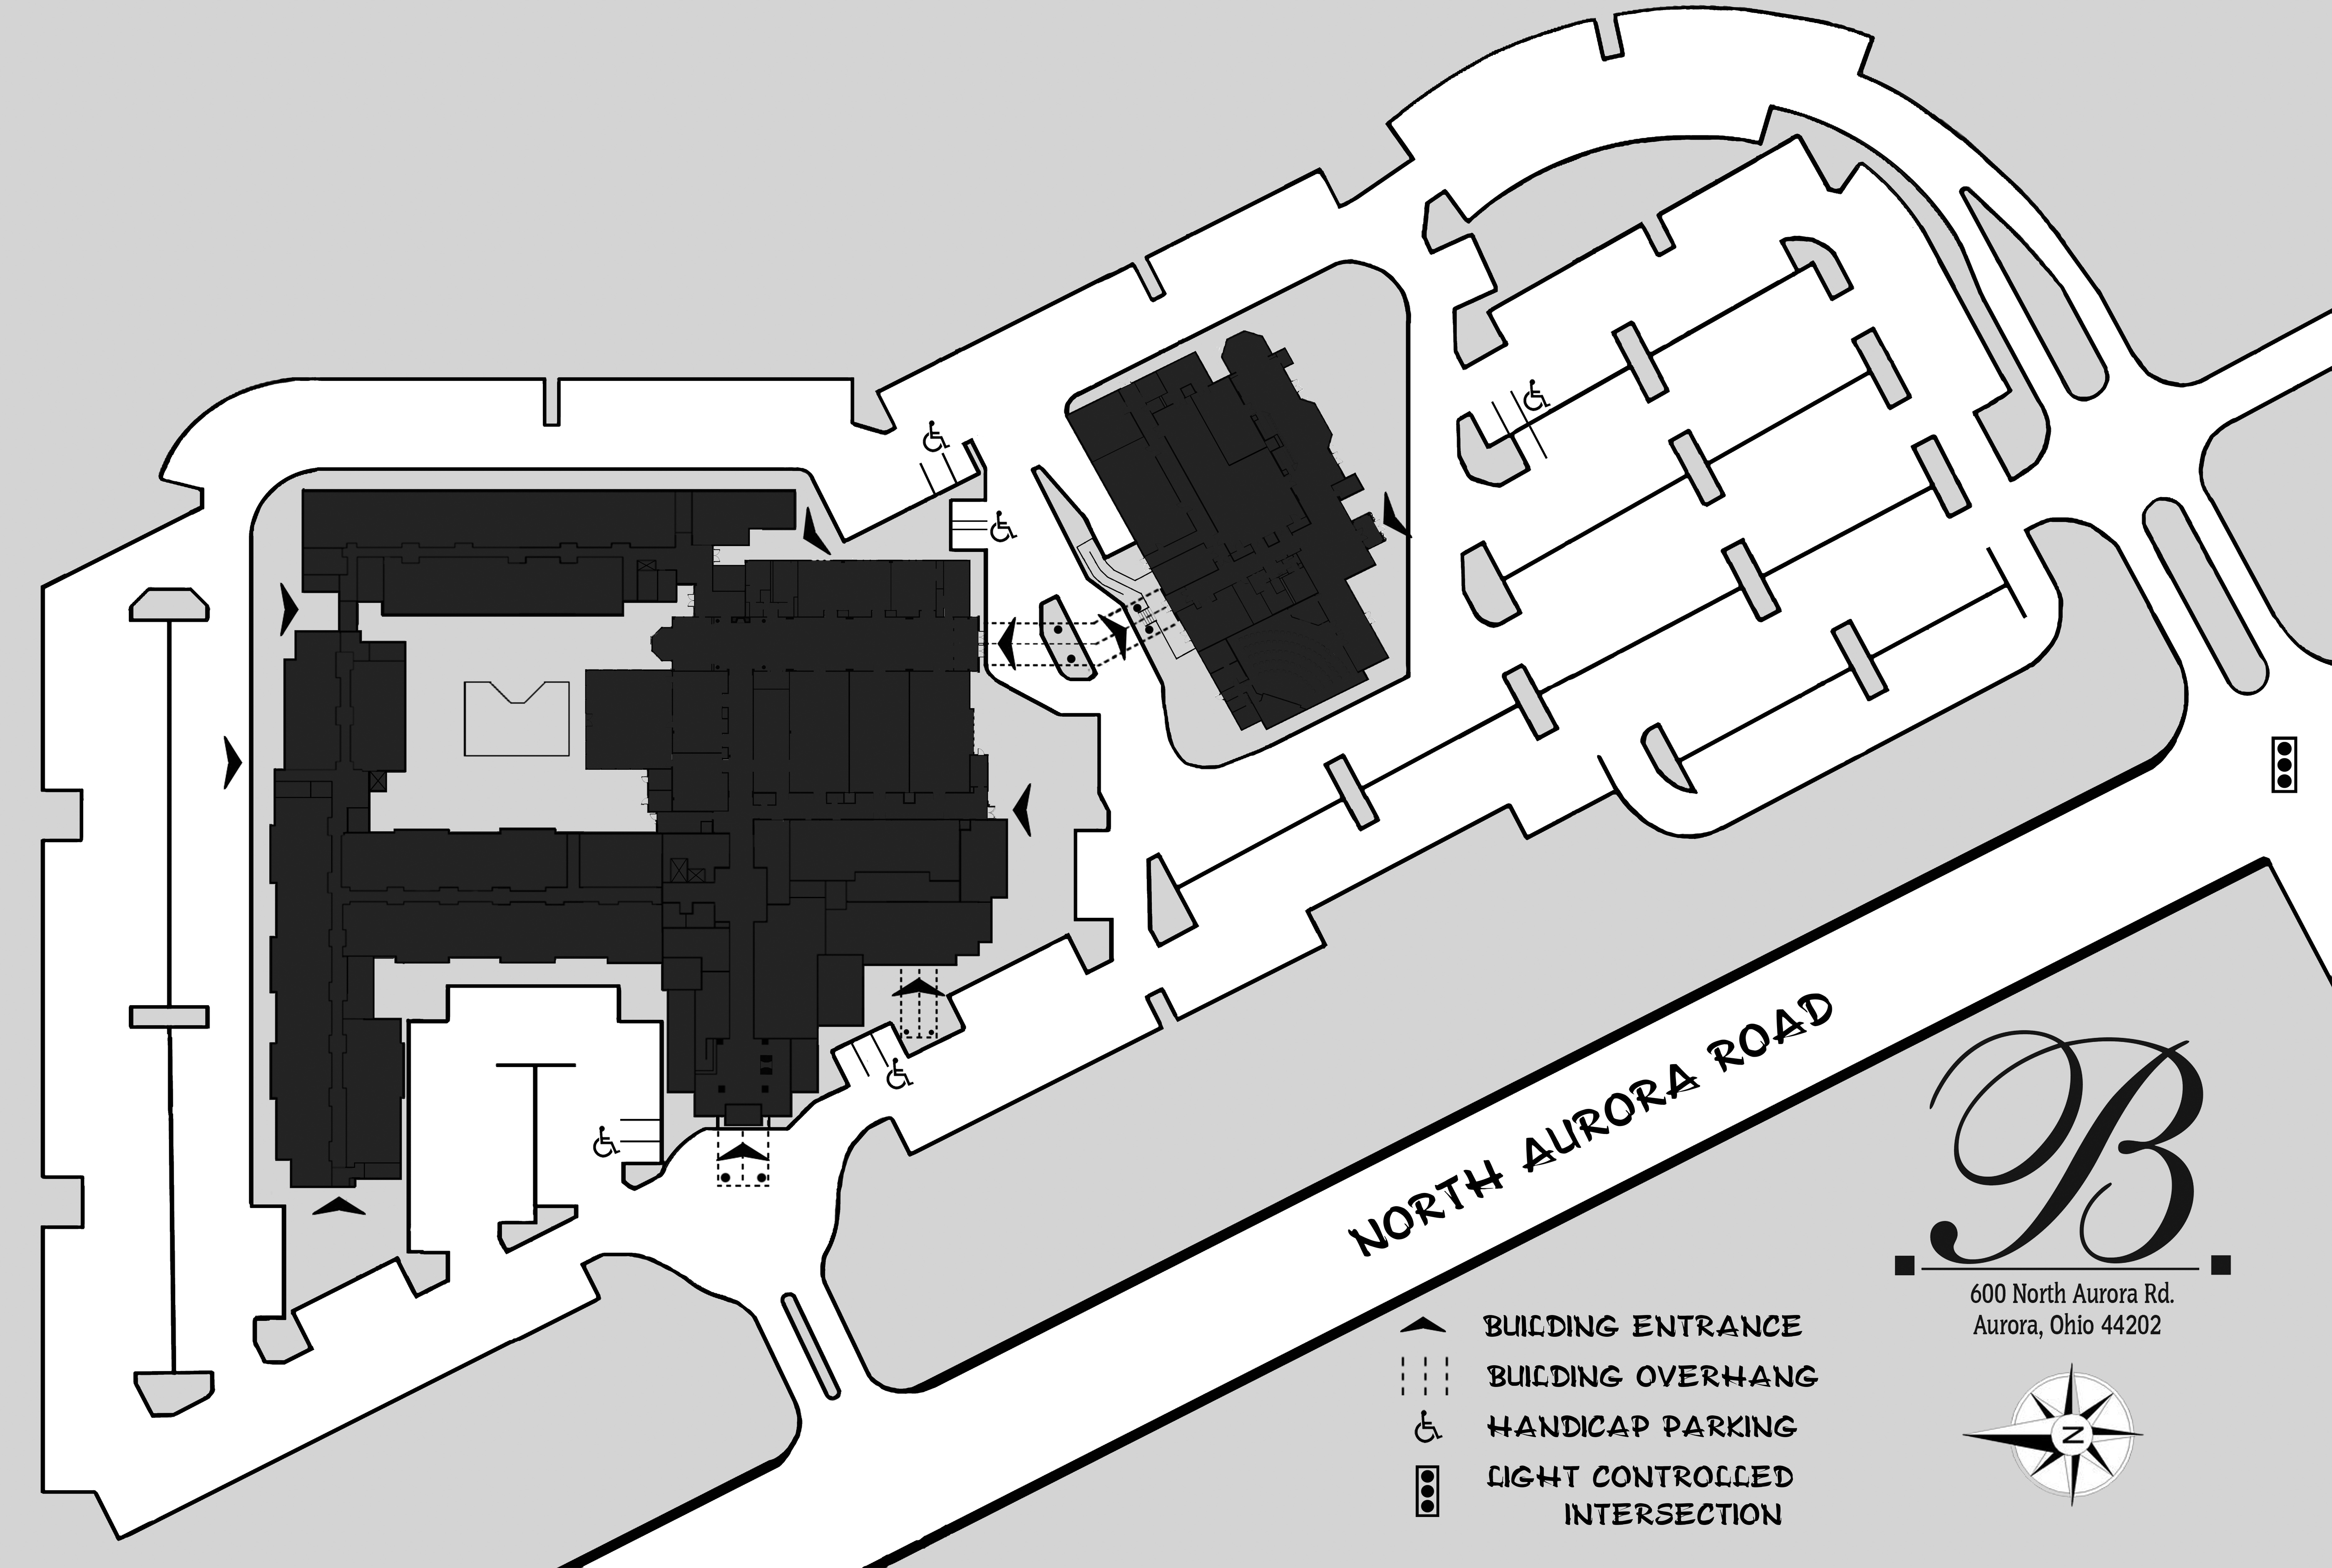 NORTH AURORA ROAD
B
600 North Aurora Rd.
Aurora, Ohio 44202
BUILDING ENTRANCE
BUILDING OVERHANG
HANDICAP PARKING
LIGHT CONTROLLED
INTERSECTION
N